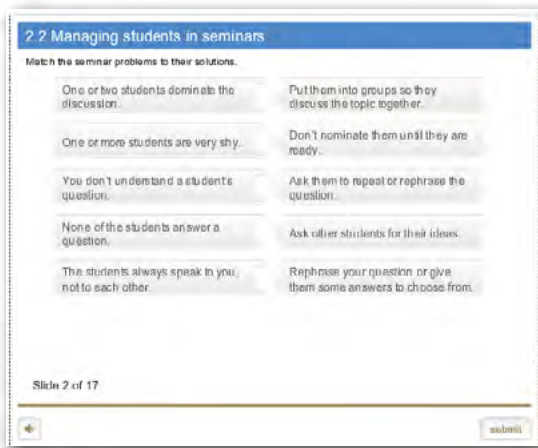 2.2 Managing students in seminars
Match the seminar problems to their solutions.
One or two students dominate the
discussion.
Put them into groups so they
discuss the topic together.
One or more students are very shy.
Don't nominate them until they are
ready.
You don't understand a student's
question.
Ask them to repeat or rephrase the
question.
None of the students answer a
question.
Ask other students for their ideas.
The students always speak to you,
not to each other.
Rephrase your question or give
them some answers to choose from.
Slide 2 of 17
submit